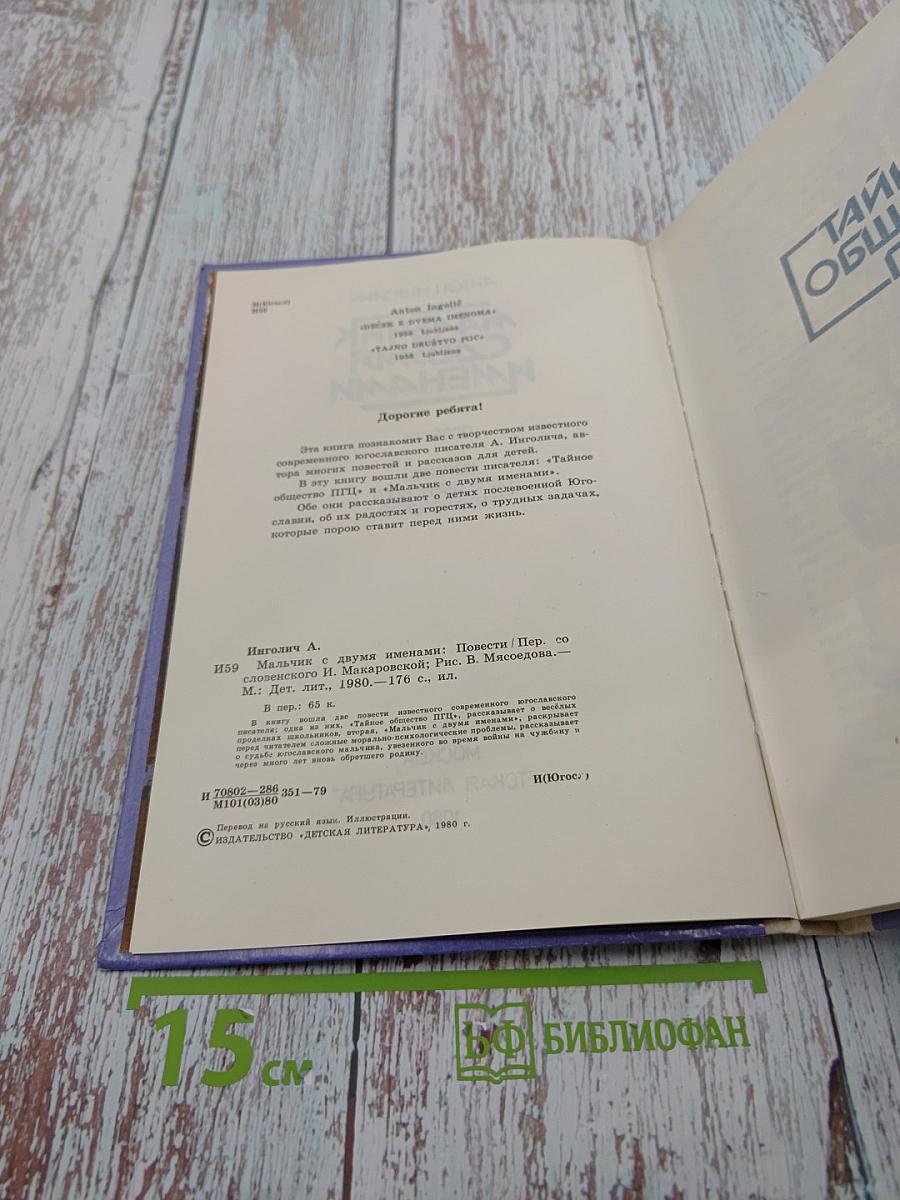 И(Югосл)
И59
Anton Ingolič
«DEČEK Z DVEMA IMENOMA»
1955 Ljubljana
«TAJNO DRUŠTVO PGC»
1958 Ljubljana
Дорогие ребята!
Эта книга познакомит Вас с творчеством известного
современного югославского писателя А. Инголича, ав-
тора многих повестей и рассказов для детей.
В эту книгу вошли две повести писателя: «Тайное
общество ПГЦ» и «Мальчик с двумя именами».
Обе они рассказывают о детях послевоенной Юго-
славии, об их радостях и горестях, о трудных задачах,
которые порою ставит перед ними жизнь.
Инголич А.
И59 Мальчик с двумя именами: Повести/Пер. со
словенского И. Макаровской; Рис. В. Мясоедова.—
М.: Дет. лит., 1980.—176 с., ил.
В пер.: 65 к.
В книгу вошли две повести известного современного югославского
писателя; одна из них, «Тайное общество ПГЦ», рассказывает о весёлых
проделках школьников, вторая, «Мальчик с двумя именами», раскрывает
перед читателем сложные морально-психологические проблемы, рассказывает
о судьбе югославского мальчика, увезенного во время войны на чужбину и
через много лет вновь обретшего родину.
И 70802—286 351—79
М101(03)80
И(Югосл)
Перевод на русский язык. Иллюстрации.
© ИЗДАТЕЛЬСТВО «ДЕТСКАЯ ЛИТЕРАТУРА», 1980 г.
ТАЙН
ОБЩ
15 см
БФ БИБЛИОФАН